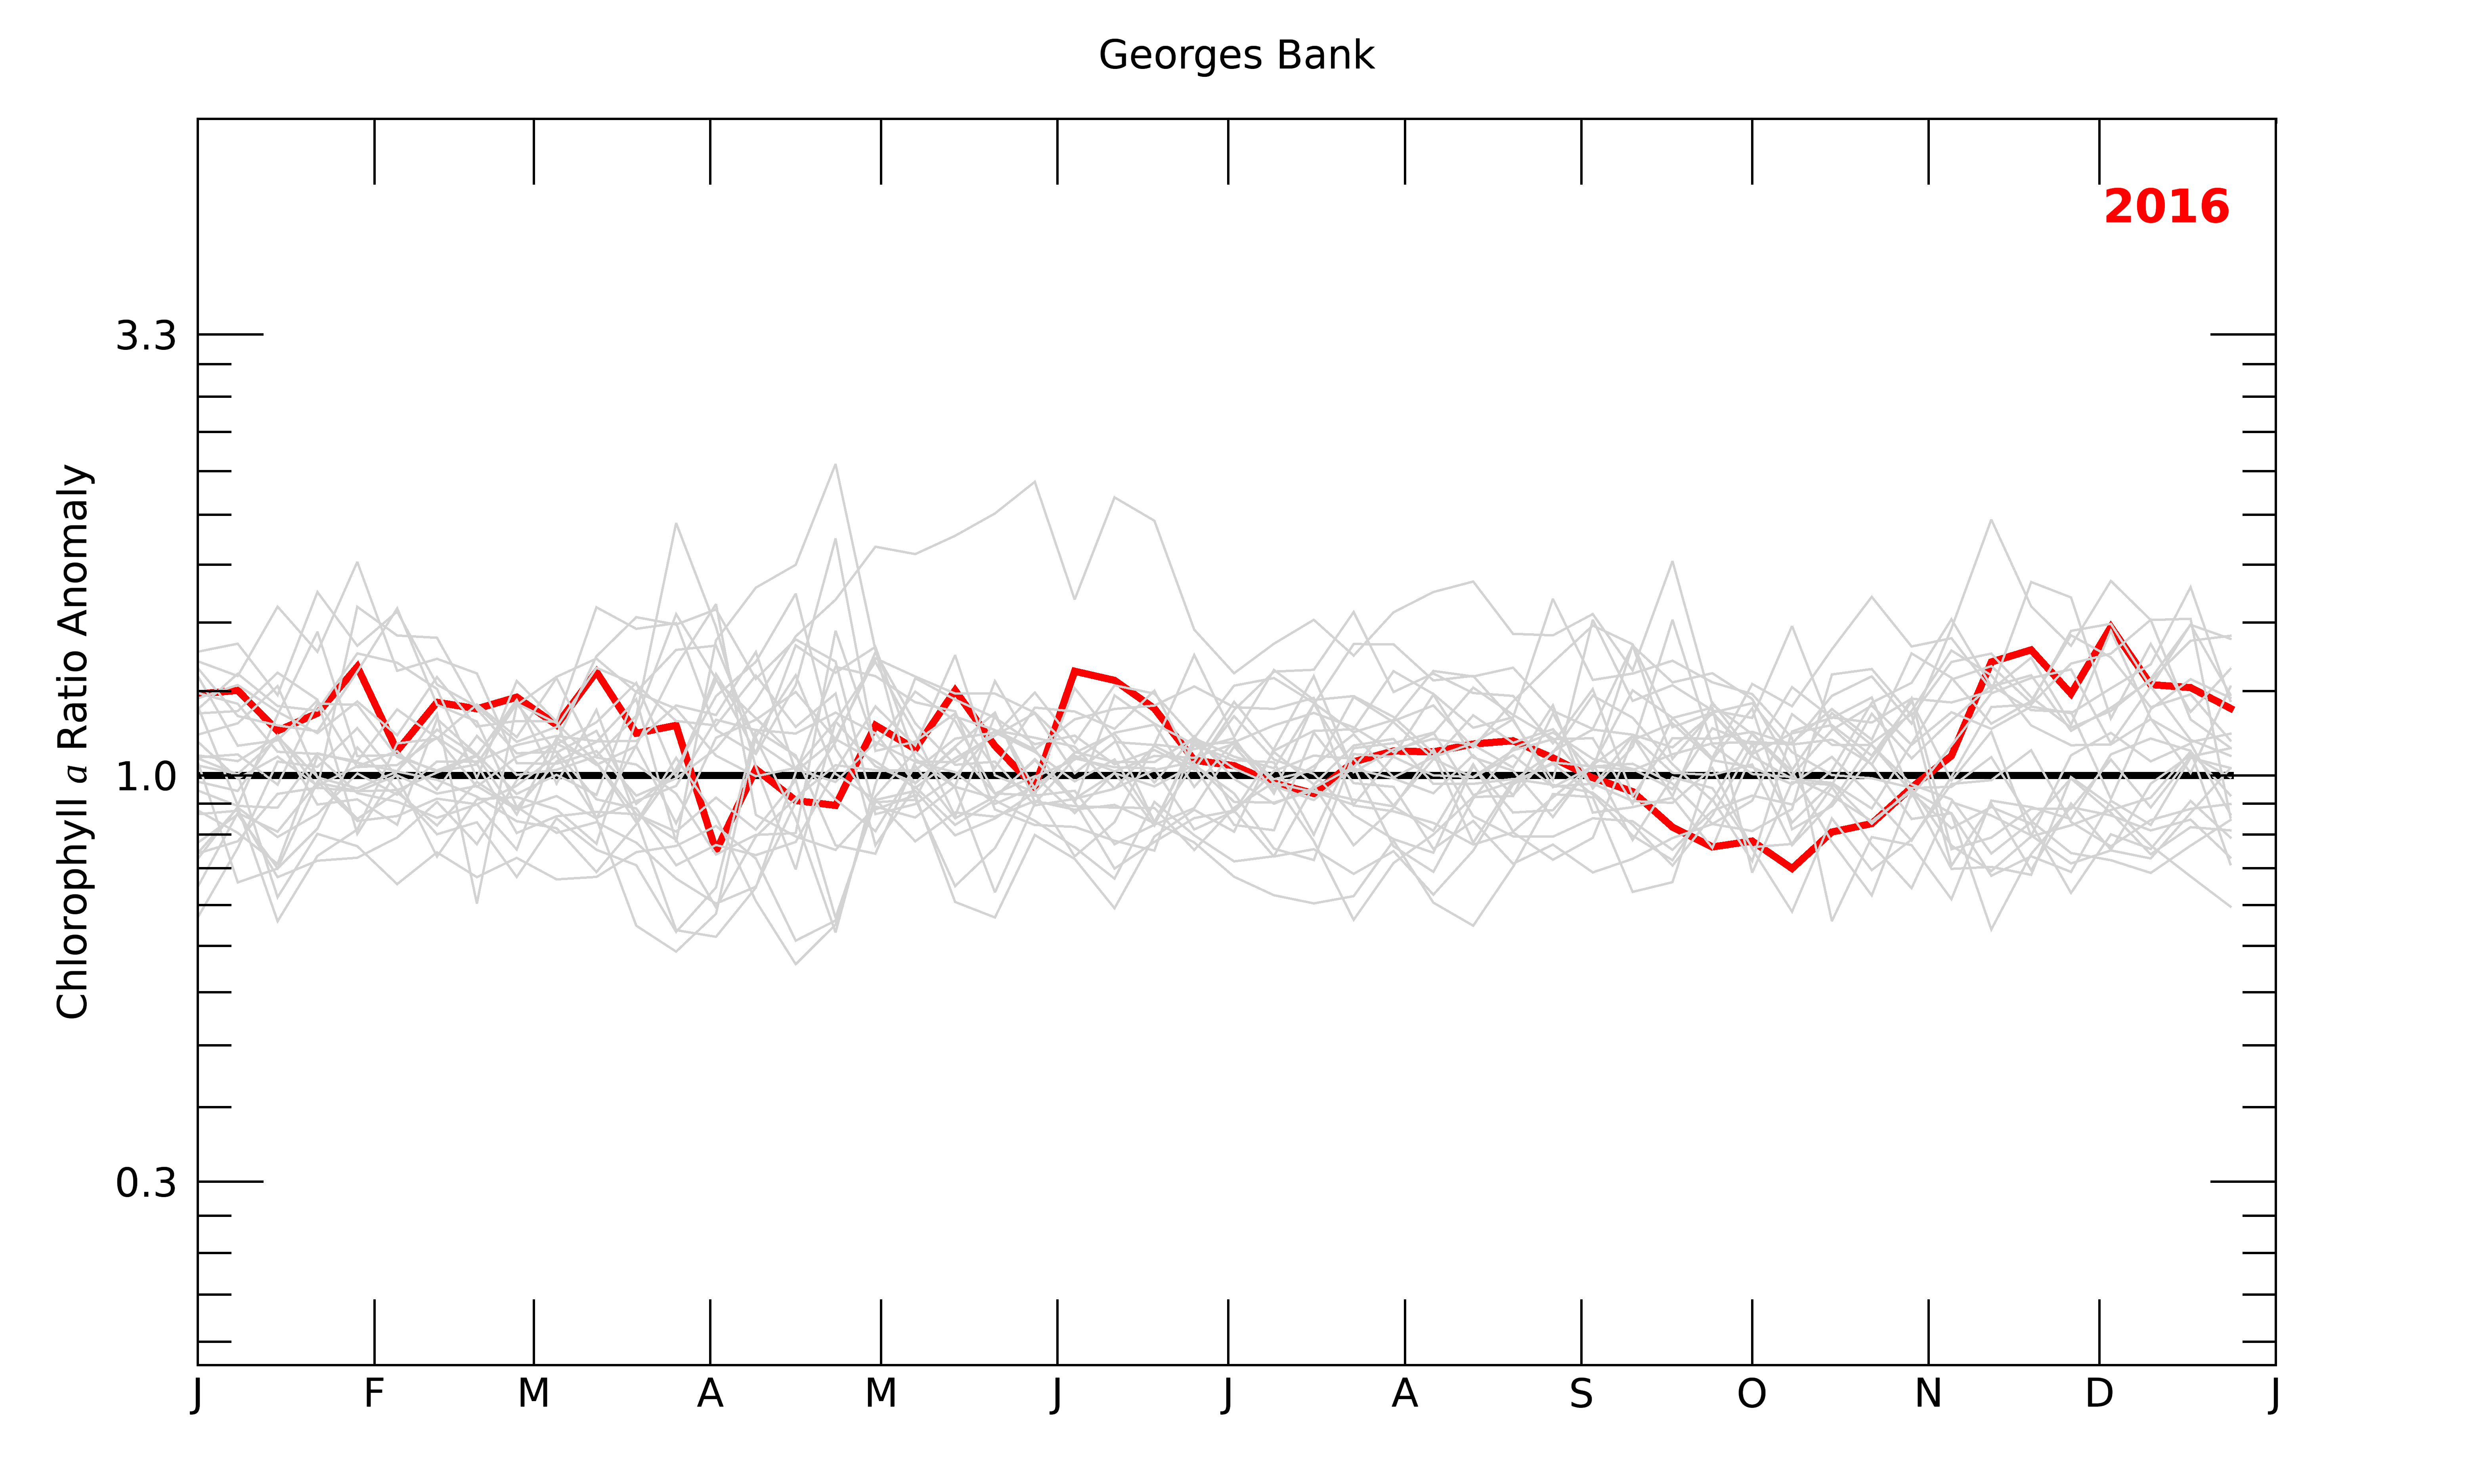 Georges Bank
2016
Chlorophyll a Ratio Anomaly
3.3
1.0
0.3
J F M A M J J A S O N D J